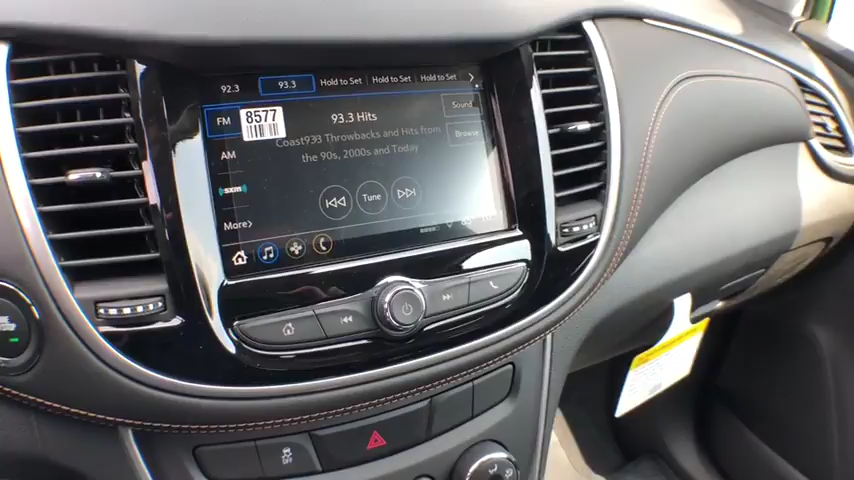 92.3
93.3
Hold to Set
Hold to Set
Hold to Set
FM
8577
93.3 Hits
Sound
Coast933 Throwbacks and Hits from
the 90s, 2000s and Today
Browse
AM
sxm
Tune
More
OFF